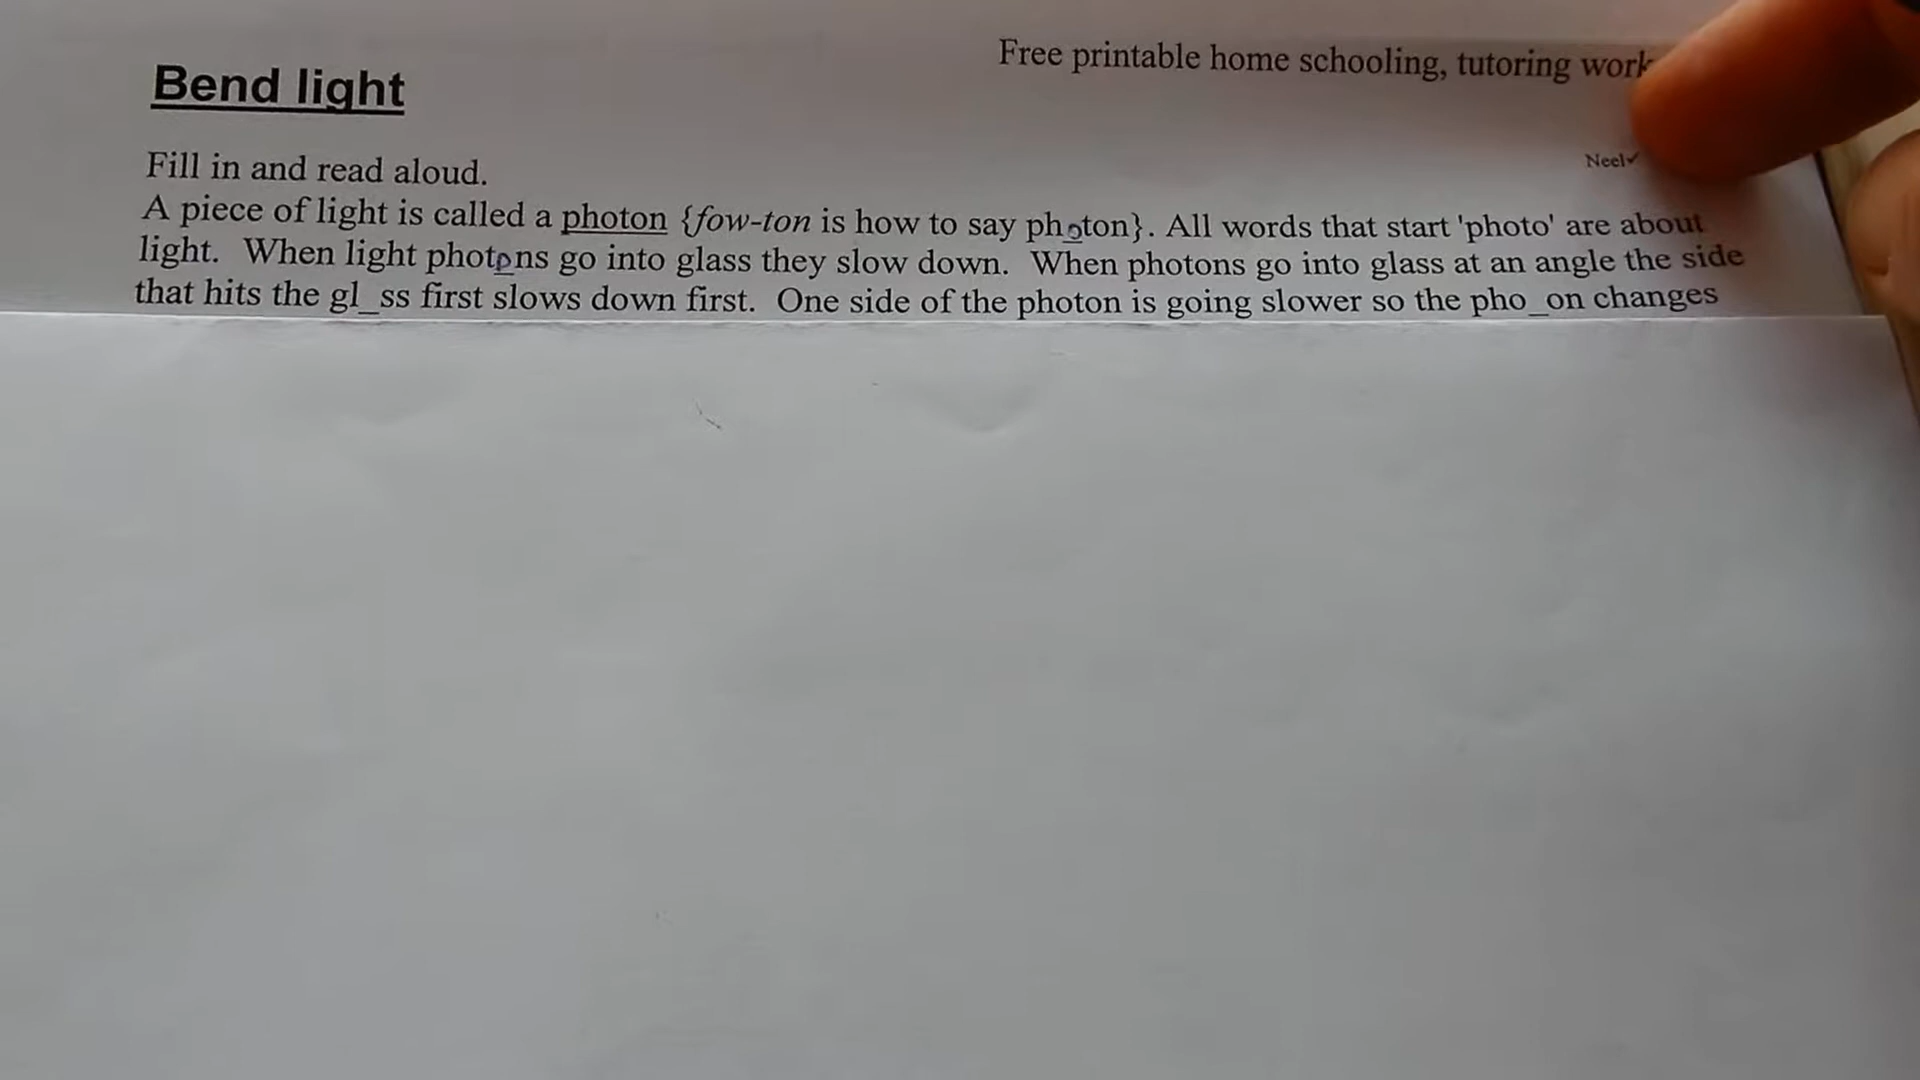 Free printable home schooling, tutoring work
Bend light
Neel✓
Fill in and read aloud.
A piece of light is called a photon {fow-ton is how to say photon}. All words that start 'photo' are about
light. When light photons go into glass they slow down. When photons go into glass at an angle the side
that hits the gl_ss first slows down first. One side of the photon is going slower so the pho_on changes